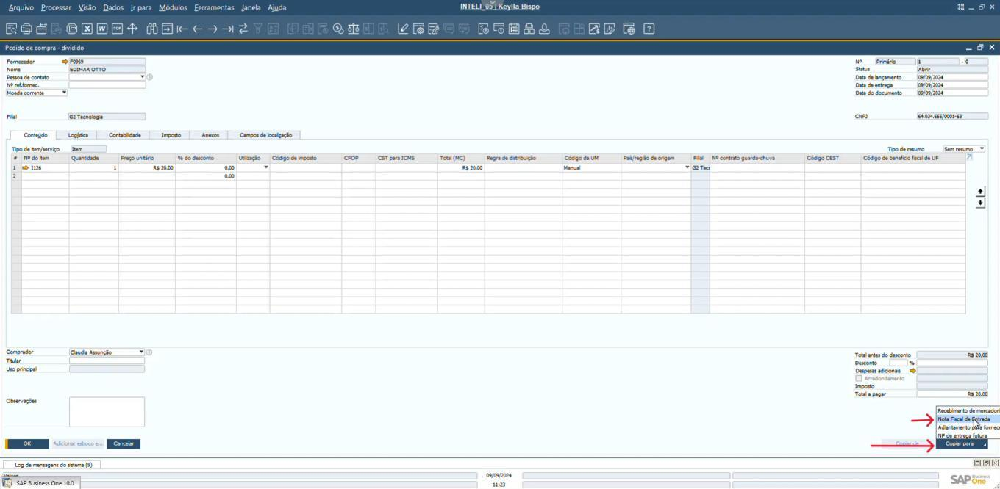 Arquivo Processar Visão Dados Ir para Módulos Ferramentas Janela Ajuda
INTELI_05 | Keylla Bispo
Pedido de compra - dividido
Fornecedor F0969
Nome EDIMAR OTTO
Pessoa de contato
Nº ref.fornec.
Moeda corrente
Filial G2 Tecnologia
Nº Primário 1 - 0
Status Abrir
Data de lançamento 09/09/2024
Data de entrega 09/09/2024
Data do documento 09/09/2024
CNPJ 64.034.655/0001-63
Conteúdo Logística Contabilidade Imposto Anexos Campos de localização
Tipo de item/serviço Item
Tipo de resumo Sem resumo
# Nº do item Quantidade Preço unitário % do desconto Utilização Código de imposto CFOP CST para ICMS Total (MC) Regra de distribuição Código da UM País/região de origem Filial Nº contrato guarda-chuva Código CEST Código de benefício fiscal de UF
1 I126 1 R$ 20,00 0,00 R$ 20,00 Manual G2 Tec
2 0.00
Comprador Claudia Assunção
Titular
Uso principal
Observações
Total antes do desconto R$ 20,00
Desconto %
Despesas adicionais
Arredondamento
Imposto
Total a pagar R$ 20,00
Recebimento de mercadori
Nota Fiscal de Entrada
Adiantamento para fornec
NF de entrega futura
OK Adicionar esboço e... Cancelar
Copiar de Copiar para
Log de mensagens do sistema (9)
Values
09/09/2024
11:23
SAP Business One 10.0
SAP Business One